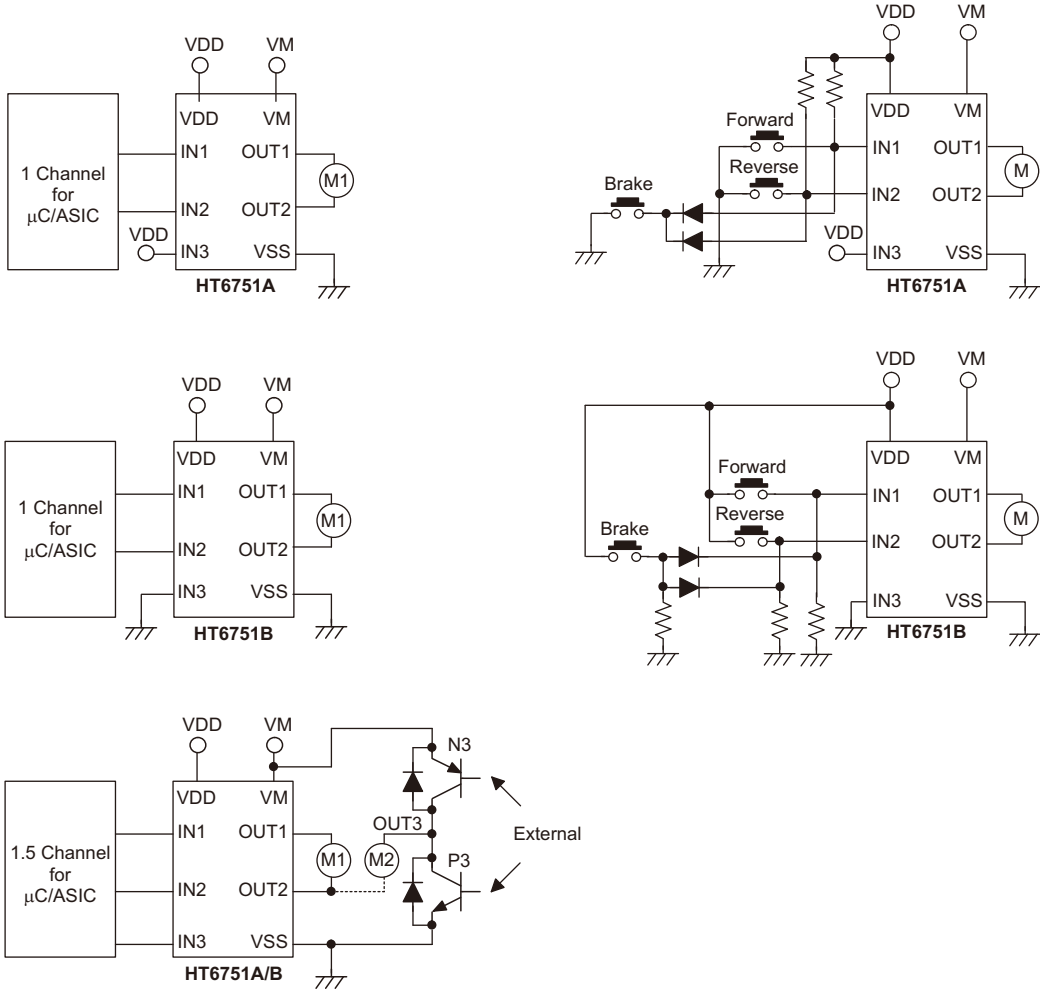 VDD
VM
1 Channel
for
μC/ASIC
VDD
VM
IN1
OUT1
M1
IN2
OUT2
VDD
IN3
VSS
HT6751A
VDD
VM
VDD
VM
Forward
IN1
OUT1
Reverse
M
Brake
IN2
OUT2
VDD
IN3
VSS
HT6751A
VDD
VM
1 Channel
for
μC/ASIC
VDD
VM
IN1
OUT1
M1
IN2
OUT2
IN3
VSS
HT6751B
VDD
VM
VDD
VM
Forward
IN1
OUT1
Reverse
M
Brake
IN2
OUT2
IN3
VSS
HT6751B
VDD
VM
N3
1.5 Channel
for
μC/ASIC
VDD
VM
OUT3
External
IN1
OUT1
M1
M2
P3
IN2
OUT2
IN3
VSS
HT6751A/B